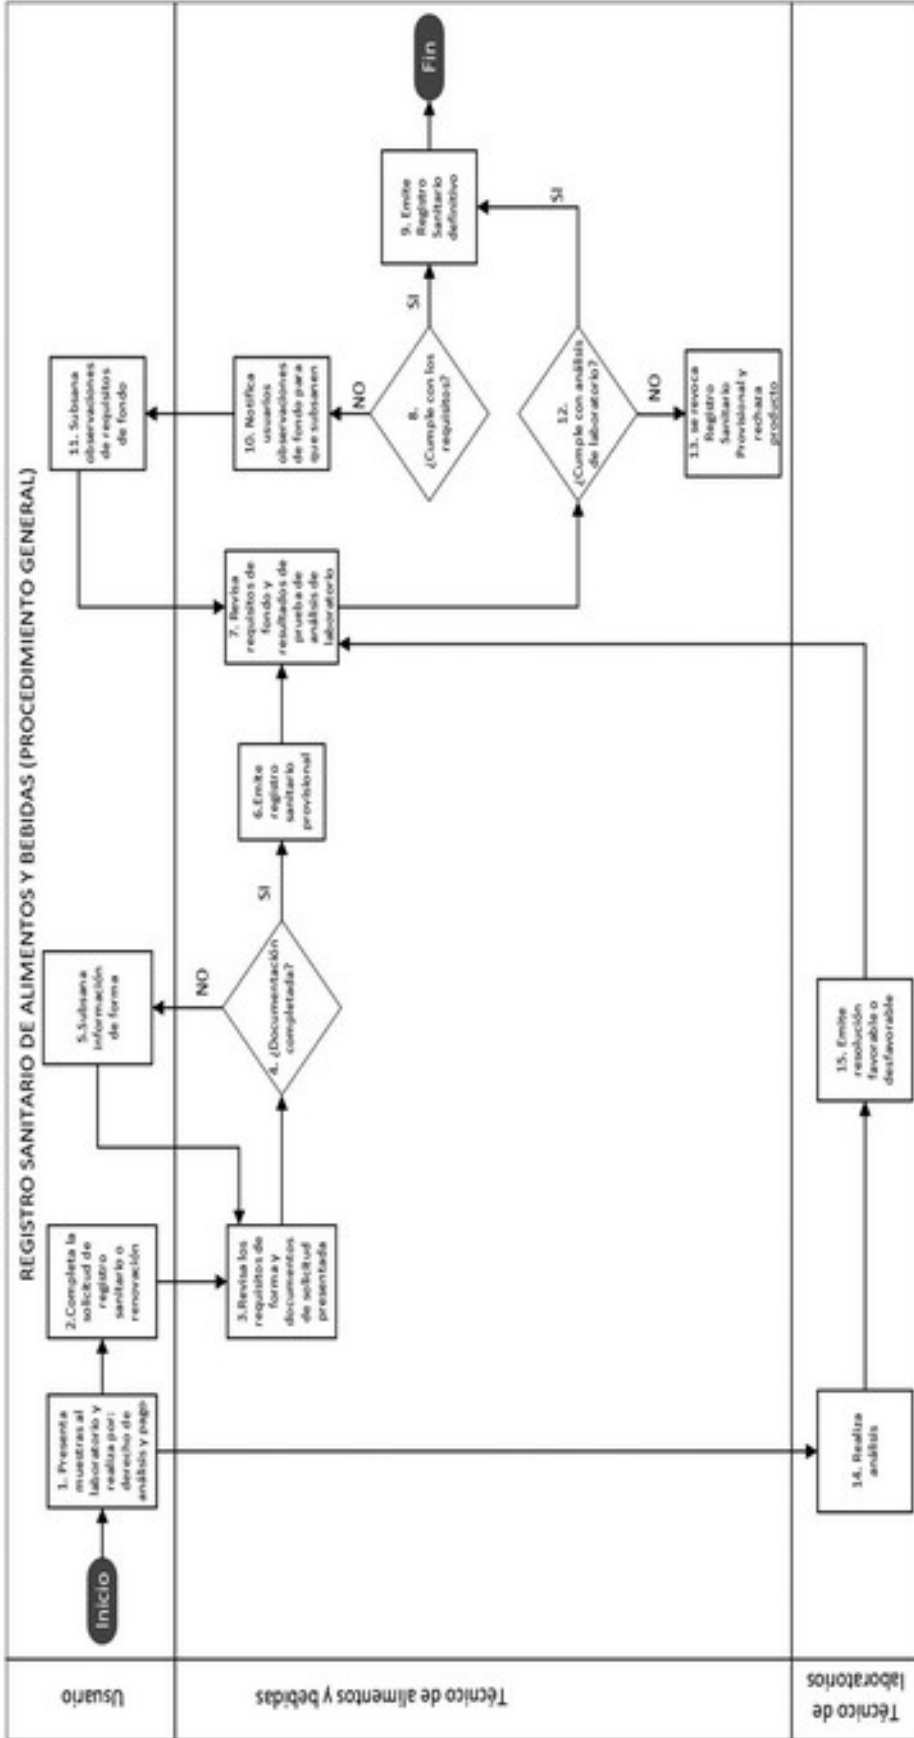 REGISTRO SANITARIO DE ALIMENTOS Y BEBIDAS (PROCEDIMIENTO GENERAL)
Usuario
Inicio
1. Presenta
muestras al
laboratorio y
realiza por:
derecho de
análisis y pago
2.Completa la
solicitud de
registro
sanitario o
renovación
5.Subsana
información
de forma
11. Subsana
observaciones
de requisitos
de fondo
Técnico de alimentos y bebidas
3.Revisa los
requisitos de
forma y
documentos
de solicitud
presentada
4. ¿Documentación
completada?
NO
SI
6.Emite
registro
sanitario
provisional
7. Revisa
requisitos de
fondo y
resultados de
prueba de
análisis de
laboratorio
10. Notifica
usuarios
observaciones
de fondo para
que subsanen
NO
8.
¿Cumple con los
requisitos?
SI
9. Emite
Registro
Sanitario
definitivo
Fin
12.
¿Cumple con análisis
de laboratorio?
SI
NO
13. se revoca
Registro
Sanitario
Provisional y
rechaza
producto
Técnico de
laboratorios
14. Realiza
análisis
15. Emite
resolución
favorable o
desfavorable